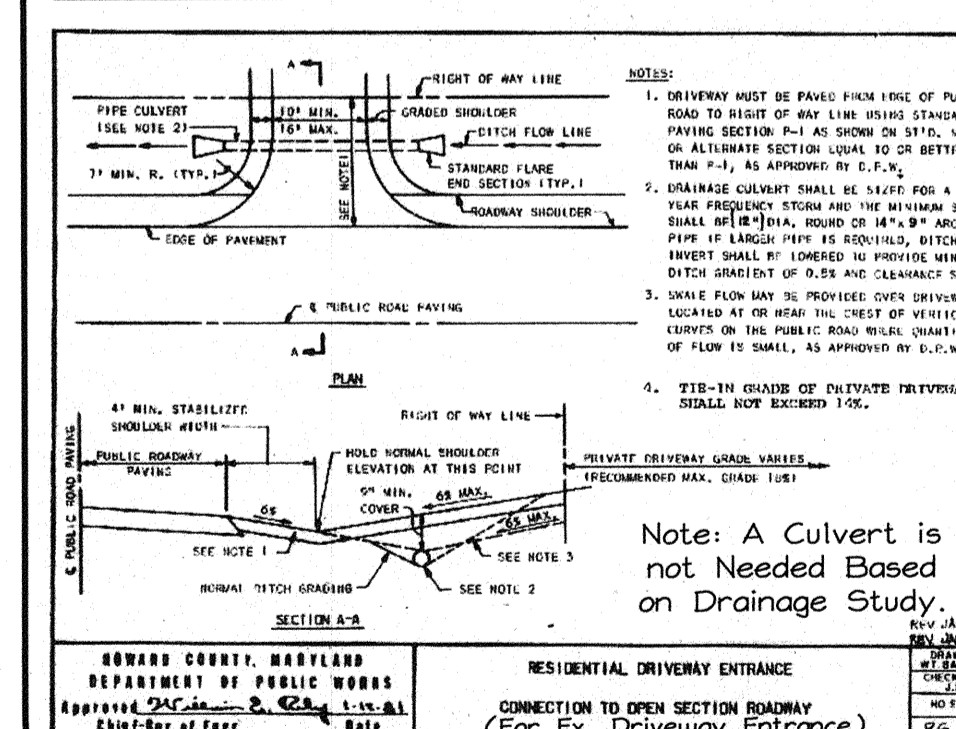 A
RIGHT OF WAY LINE
PIPE CULVERT
(SEE NOTE 2)
10' MIN.
16' MAX.
GRADED SHOULDER
DITCH FLOW LINE
7' MIN. R. (TYP.)
SEE NOTE 1
STANDARD FLARE
END SECTION (TYP.)
ROADWAY SHOULDER
EDGE OF PAVEMENT
℄ PUBLIC ROAD PAVING
A
PLAN
NOTES:
1. DRIVEWAY MUST BE PAVED FROM EDGE OF
ROAD TO RIGHT OF WAY LINE USING
PAVING SECTION P-1 AS SHOWN ON ST'D.
OR ALTERNATE SECTION EQUAL TO OR
THAN P-1, AS APPROVED BY D.P.W.
2. DRAINAGE CULVERT SHALL BE SIZED FOR A
YEAR FREQUENCY STORM AND THE MINIMUM
SHALL BE [12"] DIA. ROUND OR 14" x 9"
PIPE IF LARGER PIPE IS REQUIRED, DITCH
INVERT SHALL BE LOWERED TO PROVIDE
DITCH GRADIENT OF 0.5% AND CLEARANCE
3. SWALE FLOW MAY BE PROVIDED OVER
LOCATED AT OR NEAR THE CREST OF
CURVES ON THE PUBLIC ROAD WHERE
OF FLOW IS SMALL, AS APPROVED BY D.P.W
4. TIE-IN GRADE OF PRIVATE
SHALL NOT EXCEED 14%.
4' MIN. STABILIZED
SHOULDER WIDTH
RIGHT OF WAY LINE
℄ PUBLIC ROAD PAVING
PUBLIC ROADWAY
PAVING
HOLD NORMAL SHOULDER
ELEVATION AT THIS POINT
PRIVATE DRIVEWAY GRADE VARIES
(RECOMMENDED MAX. GRADE 10%)
9" MIN.
COVER
6% MAX.
6%
6% MAX.
SEE NOTE 1
SEE NOTE 3
NORMAL DITCH GRADING
SEE NOTE 2
SECTION A-A
Note: A Culvert is
not Needed Based
on Drainage Study.
REV
REV
HOWARD COUNTY, MARYLAND
DEPARTMENT OF PUBLIC WORKS
Approved
Date
RESIDENTIAL DRIVEWAY ENTRANCE
CONNECTION TO OPEN SECTION ROADWAY
(For Ex. Driveway Entrance)
NO